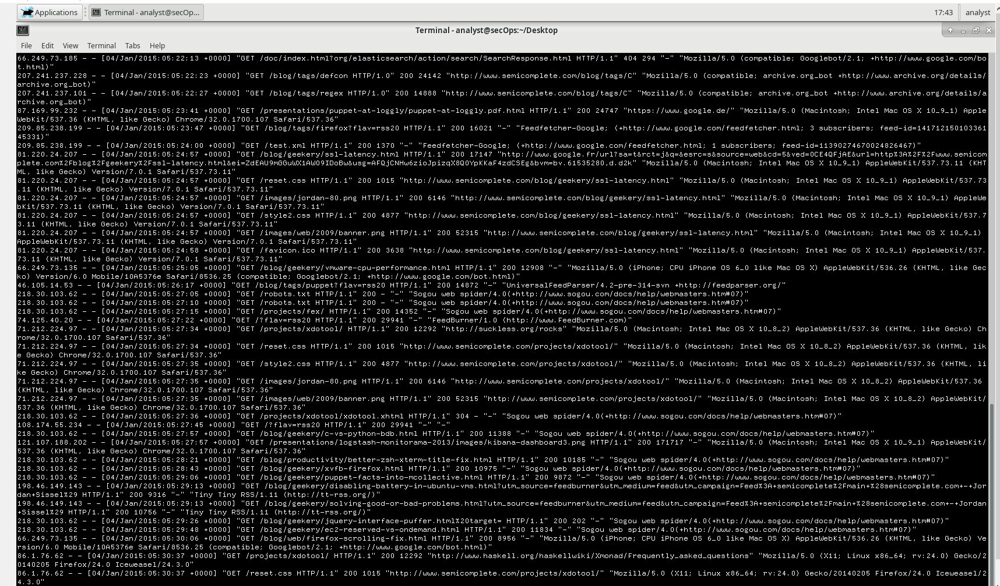 Applications
Terminal - analyst@secOp...
17:43
analyst
Terminal - analyst@secOps:~/Desktop
File Edit View Terminal Tabs Help
66.249.73.185 - - [04/Jan/2015:05:22:13 +0000] "GET /doc/index.html?org/elasticsearch/action/search/SearchResponse.html HTTP/1.1" 404 294 "-" "Mozilla/5.0 (compatible; Googlebot/2.1; +http://www.google.com/bo
t.html)"
207.241.237.228 - - [04/Jan/2015:05:22:23 +0000] "GET /blog/tags/defcon HTTP/1.0" 200 24142 "http://www.semicomplete.com/blog/tags/C" "Mozilla/5.0 (compatible; archive.org_bot +http://www.archive.org/details/
archive.org_bot)"
207.241.237.101 - - [04/Jan/2015:05:22:27 +0000] "GET /blog/tags/regex HTTP/1.0" 200 14888 "http://www.semicomplete.com/blog/tags/C" "Mozilla/5.0 (compatible; archive.org_bot +http://www.archive.org/details/a
rchive.org_bot)"
87.169.99.232 - - [04/Jan/2015:05:23:41 +0000] "GET /presentations/puppet-at-loggly/puppet-at-loggly.pdf.html HTTP/1.1" 200 24747 "https://www.google.de/" "Mozilla/5.0 (Macintosh; Intel Mac OS X 10_9_1) Apple
WebKit/537.36 (KHTML, like Gecko) Chrome/32.0.1700.107 Safari/537.36"
209.85.238.199 - - [04/Jan/2015:05:23:47 +0000] "GET /blog/tags/firefox?flav=rss20 HTTP/1.1" 200 16021 "-" "Feedfetcher-Google; (+http://www.google.com/feedfetcher.html; 3 subscribers; feed-id=14171215010336145331)"
209.85.238.199 - - [04/Jan/2015:05:24:00 +0000] "GET /test.xml HTTP/1.1" 200 1370 "-" "Feedfetcher-Google; (+http://www.google.com/feedfetcher.html; 1 subscribers; feed-id=11390274670024826467)"
81.220.24.207 - - [04/Jan/2015:05:24:57 +0000] "GET /blog/geekery/ssl-latency.html HTTP/1.1" 200 17147 "http://www.google.fr/url?sa=t&rct=j&q=&esrc=s&source=web&cd=5&ved=0CE4QFjAE&url=http%3A%2F%2Fwww.semicom
plete.com%2Fblog%2Fgeekery%2Fssl-latency.html&ei=ZdEAU9mGGuWX1AW09IDoBw&usg=AFQjCNHw6zioJpizqX8Q0YpKKaF4zdCSEg&bvm=bv.61535280,d.d2k" "Mozilla/5.0 (Macintosh; Intel Mac OS X 10_9_1) AppleWebKit/537.73.11 (KHT
ML, like Gecko) Version/7.0.1 Safari/537.73.11"
81.220.24.207 - - [04/Jan/2015:05:24:57 +0000] "GET /reset.css HTTP/1.1" 200 1015 "http://www.semicomplete.com/blog/geekery/ssl-latency.html" "Mozilla/5.0 (Macintosh; Intel Mac OS X 10_9_1) AppleWebKit/537.73
.11 (KHTML, like Gecko) Version/7.0.1 Safari/537.73.11"
81.220.24.207 - - [04/Jan/2015:05:24:57 +0000] "GET /images/jordan-80.png HTTP/1.1" 200 6146 "http://www.semicomplete.com/blog/geekery/ssl-latency.html" "Mozilla/5.0 (Macintosh; Intel Mac OS X 10_9_1) AppleWe
bKit/537.73.11 (KHTML, like Gecko) Version/7.0.1 Safari/537.73.11"
81.220.24.207 - - [04/Jan/2015:05:24:57 +0000] "GET /style2.css HTTP/1.1" 200 4877 "http://www.semicomplete.com/blog/geekery/ssl-latency.html" "Mozilla/5.0 (Macintosh; Intel Mac OS X 10_9_1) AppleWebKit/537.7
3.11 (KHTML, like Gecko) Version/7.0.1 Safari/537.73.11"
81.220.24.207 - - [04/Jan/2015:05:24:57 +0000] "GET /images/web/2009/banner.png HTTP/1.1" 200 52315 "http://www.semicomplete.com/blog/geekery/ssl-latency.html" "Mozilla/5.0 (Macintosh; Intel Mac OS X 10_9_1)
AppleWebKit/537.73.11 (KHTML, like Gecko) Version/7.0.1 Safari/537.73.11"
81.220.24.207 - - [04/Jan/2015:05:24:58 +0000] "GET /favicon.ico HTTP/1.1" 200 3638 "http://www.semicomplete.com/blog/geekery/ssl-latency.html" "Mozilla/5.0 (Macintosh; Intel Mac OS X 10_9_1) AppleWebKit/537.
73.11 (KHTML, like Gecko) Version/7.0.1 Safari/537.73.11"
66.249.73.135 - - [04/Jan/2015:05:25:05 +0000] "GET /blog/geekery/vmware-cpu-performance.html HTTP/1.1" 200 12908 "-" "Mozilla/5.0 (iPhone; CPU iPhone OS 6_0 like Mac OS X) AppleWebKit/536.26 (KHTML, like Gec
ko) Version/6.0 Mobile/10A5376e Safari/8536.25 (compatible; Googlebot/2.1; +http://www.google.com/bot.html)"
46.105.14.53 - - [04/Jan/2015:05:26:17 +0000] "GET /blog/tags/puppet?flav=rss20 HTTP/1.1" 200 14872 "-" "UniversalFeedParser/4.2-pre-314-svn +http://feedparser.org/"
218.30.103.62 - - [04/Jan/2015:05:27:05 +0000] "GET /robots.txt HTTP/1.1" 200 - "-" "Sogou web spider/4.0(+http://www.sogou.com/docs/help/webmasters.htm#07)"
218.30.103.62 - - [04/Jan/2015:05:27:10 +0000] "GET /robots.txt HTTP/1.1" 200 - "-" "Sogou web spider/4.0(+http://www.sogou.com/docs/help/webmasters.htm#07)"
218.30.103.62 - - [04/Jan/2015:05:27:15 +0000] "GET /projects/fex/ HTTP/1.1" 200 14352 "-" "Sogou web spider/4.0(+http://www.sogou.com/docs/help/webmasters.htm#07)"
74.125.40.20 - - [04/Jan/2015:05:27:22 +0000] "GET /?flav=rss20 HTTP/1.1" 200 29941 "-" "FeedBurner/1.0 (http://www.FeedBurner.com)"
71.212.224.97 - - [04/Jan/2015:05:27:34 +0000] "GET /projects/xdotool/ HTTP/1.1" 200 12292 "http://suckless.org/rocks" "Mozilla/5.0 (Macintosh; Intel Mac OS X 10_8_2) AppleWebKit/537.36 (KHTML, like Gecko) Ch
rome/32.0.1700.107 Safari/537.36"
71.212.224.97 - - [04/Jan/2015:05:27:34 +0000] "GET /reset.css HTTP/1.1" 200 1015 "http://www.semicomplete.com/projects/xdotool/" "Mozilla/5.0 (Macintosh; Intel Mac OS X 10_8_2) AppleWebKit/537.36 (KHTML, lik
e Gecko) Chrome/32.0.1700.107 Safari/537.36"
71.212.224.97 - - [04/Jan/2015:05:27:35 +0000] "GET /style2.css HTTP/1.1" 200 4877 "http://www.semicomplete.com/projects/xdotool/" "Mozilla/5.0 (Macintosh; Intel Mac OS X 10_8_2) AppleWebKit/537.36 (KHTML, li
ke Gecko) Chrome/32.0.1700.107 Safari/537.36"
71.212.224.97 - - [04/Jan/2015:05:27:35 +0000] "GET /images/jordan-80.png HTTP/1.1" 200 6146 "http://www.semicomplete.com/projects/xdotool/" "Mozilla/5.0 (Macintosh; Intel Mac OS X 10_8_2) AppleWebKit/537.36
(KHTML, like Gecko) Chrome/32.0.1700.107 Safari/537.36"
71.212.224.97 - - [04/Jan/2015:05:27:35 +0000] "GET /images/web/2009/banner.png HTTP/1.1" 200 52315 "http://www.semicomplete.com/projects/xdotool/" "Mozilla/5.0 (Macintosh; Intel Mac OS X 10_8_2) AppleWebKit/
537.36 (KHTML, like Gecko) Chrome/32.0.1700.107 Safari/537.36"
218.30.103.62 - - [04/Jan/2015:05:27:36 +0000] "GET /projects/xdotool/xdotool.xhtml HTTP/1.1" 304 - "-" "Sogou web spider/4.0(+http://www.sogou.com/docs/help/webmasters.htm#07)"
108.174.55.234 - - [04/Jan/2015:05:27:45 +0000] "GET /?flav=rss20 HTTP/1.1" 200 29941 "-" "-"
218.30.103.62 - - [04/Jan/2015:05:27:57 +0000] "GET /blog/geekery/c-vs-python-bdb.html HTTP/1.1" 200 11388 "-" "Sogou web spider/4.0(+http://www.sogou.com/docs/help/webmasters.htm#07)"
121.107.188.202 - - [04/Jan/2015:05:27:57 +0000] "GET /presentations/logstash-monitorama-2013/images/kibana-dashboard3.png HTTP/1.1" 200 171717 "-" "Mozilla/5.0 (Macintosh; Intel Mac OS X 10_9_1) AppleWebKit/
537.36 (KHTML, like Gecko) Chrome/32.0.1700.107 Safari/537.36"
218.30.103.62 - - [04/Jan/2015:05:28:21 +0000] "GET /blog/productivity/better-zsh-xterm-title-fix.html HTTP/1.1" 200 10185 "-" "Sogou web spider/4.0(+http://www.sogou.com/docs/help/webmasters.htm#07)"
218.30.103.62 - - [04/Jan/2015:05:28:43 +0000] "GET /blog/geekery/xvfb-firefox.html HTTP/1.1" 200 10975 "-" "Sogou web spider/4.0(+http://www.sogou.com/docs/help/webmasters.htm#07)"
218.30.103.62 - - [04/Jan/2015:05:29:06 +0000] "GET /blog/geekery/puppet-facts-into-mcollective.html HTTP/1.1" 200 9872 "-" "Sogou web spider/4.0(+http://www.sogou.com/docs/help/webmasters.htm#07)"
198.46.149.143 - - [04/Jan/2015:05:29:13 +0000] "GET /blog/geekery/disabling-battery-in-ubuntu-vms.html?utm_source=feedburner&utm_medium=feed&utm_campaign=Feed%3A+semicomplete%2Fmain+%28semicomplete.com+-+Jor
dan+Sissel%29 HTTP/1.1" 200 9316 "-" "Tiny Tiny RSS/1.11 (http://tt-rss.org/)"
198.46.149.143 - - [04/Jan/2015:05:29:13 +0000] "GET /blog/geekery/solving-good-or-bad-problems.html?utm_source=feedburner&utm_medium=feed&utm_campaign=Feed%3A+semicomplete%2Fmain+%28semicomplete.com+-+Jordan
+Sissel%29 HTTP/1.1" 200 10756 "-" "Tiny Tiny RSS/1.11 (http://tt-rss.org/)"
218.30.103.62 - - [04/Jan/2015:05:29:26 +0000] "GET /blog/geekery/jquery-interface-puffer.html%20target= HTTP/1.1" 200 202 "-" "Sogou web spider/4.0(+http://www.sogou.com/docs/help/webmasters.htm#07)"
218.30.103.62 - - [04/Jan/2015:05:29:48 +0000] "GET /blog/geekery/ec2-reserved-vs-ondemand.html HTTP/1.1" 200 11834 "-" "Sogou web spider/4.0(+http://www.sogou.com/docs/help/webmasters.htm#07)"
66.249.73.135 - - [04/Jan/2015:05:30:06 +0000] "GET /blog/web/firefox-scrolling-fix.html HTTP/1.1" 200 8956 "-" "Mozilla/5.0 (iPhone; CPU iPhone OS 6_0 like Mac OS X) AppleWebKit/536.26 (KHTML, like Gecko) Ve
rsion/6.0 Mobile/10A5376e Safari/8536.25 (compatible; Googlebot/2.1; +http://www.google.com/bot.html)"
86.1.76.62 - - [04/Jan/2015:05:30:37 +0000] "GET /projects/xdotool/ HTTP/1.1" 200 12292 "http://www.haskell.org/haskellwiki/Xmonad/Frequently_asked_questions" "Mozilla/5.0 (X11; Linux x86_64; rv:24.0) Gecko/2
0140205 Firefox/24.0 Iceweasel/24.3.0"
86.1.76.62 - - [04/Jan/2015:05:30:37 +0000] "GET /reset.css HTTP/1.1" 200 1015 "http://www.semicomplete.com/projects/xdotool/" "Mozilla/5.0 (X11; Linux x86_64; rv:24.0) Gecko/20140205 Firefox/24.0 Iceweasel/2
4.3.0"